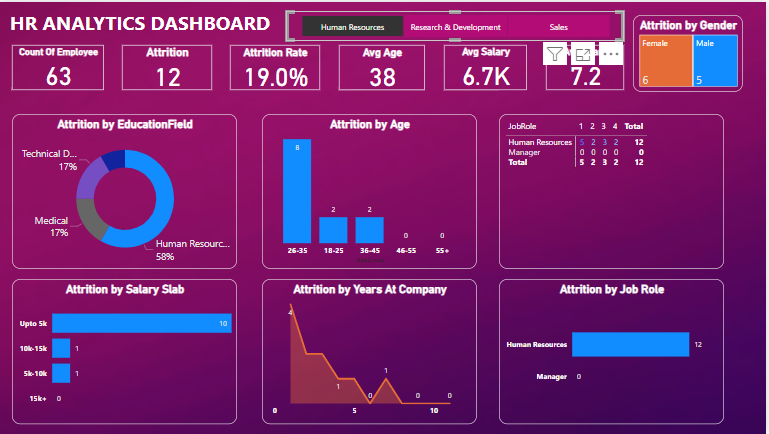 HR ANALYTICS DASHBOARD
Human Resources
Research & Development
Sales
Attrition by Gender
Female
Male
6
5
Count Of Employee
63
Attrition
12
Attrition Rate
19.0%
Avg Age
38
Avg Salary
6.7K
7.2
Attrition by EducationField
Technical D...
17%
Medical
17%
Human Resourc...
58%
Attrition by Age
8
2
2
0
0
26-35
18-25
36-45
46-55
55+
JobRole 1 2 3 4 Total
Human Resources 5 2 3 2 12
Manager 0 0 0 0 0
Total 5 2 3 2 12
Attrition by Salary Slab
Upto 5k 10
10k-15k 1
5k-10k 1
15k+ 0
Attrition by Years At Company
4
1
0
1
0
0
0 5 10
Attrition by Job Role
Human Resources 12
Manager 0